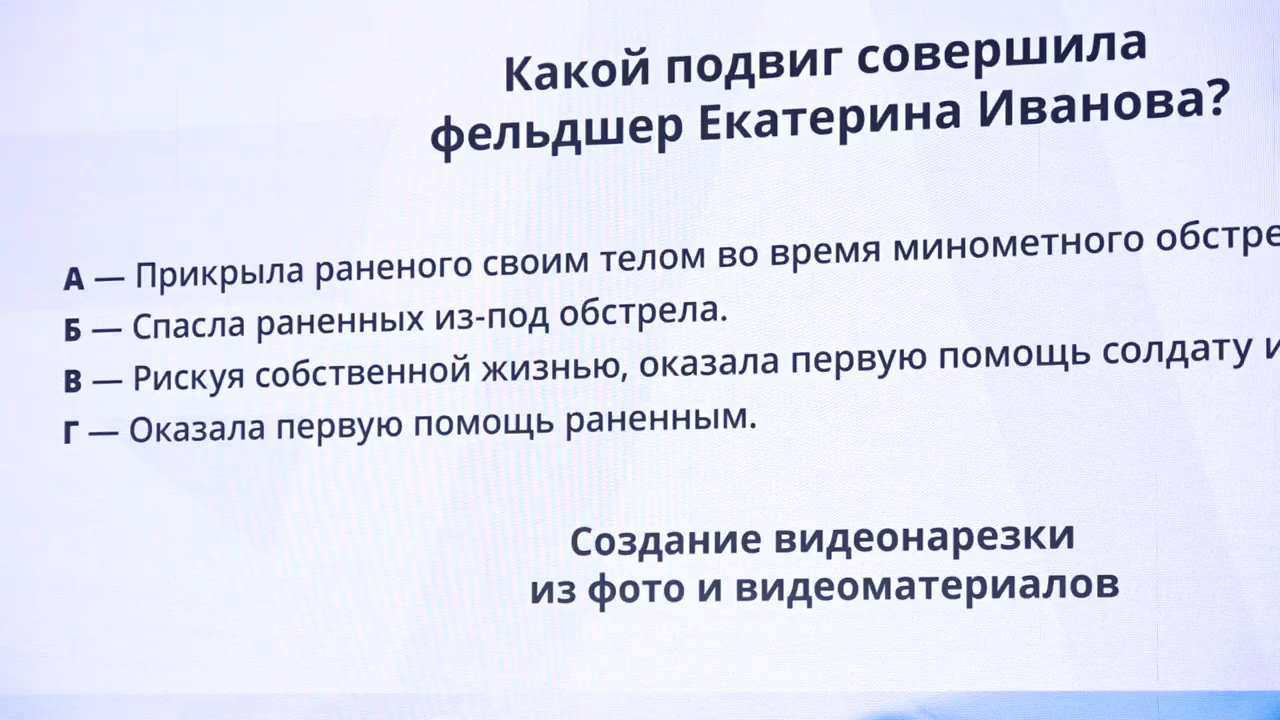 Какой подвиг совершила
фельдшер Екатерина Иванова?
А — Прикрыла раненого своим телом во время минометного
Б — Спасла раненных из-под обстрела.
В — Рискуя собственной жизнью, оказала первую помощь солдату
Г — Оказала первую помощь раненным.
Создание видеонарезки
из фото и видеоматериалов